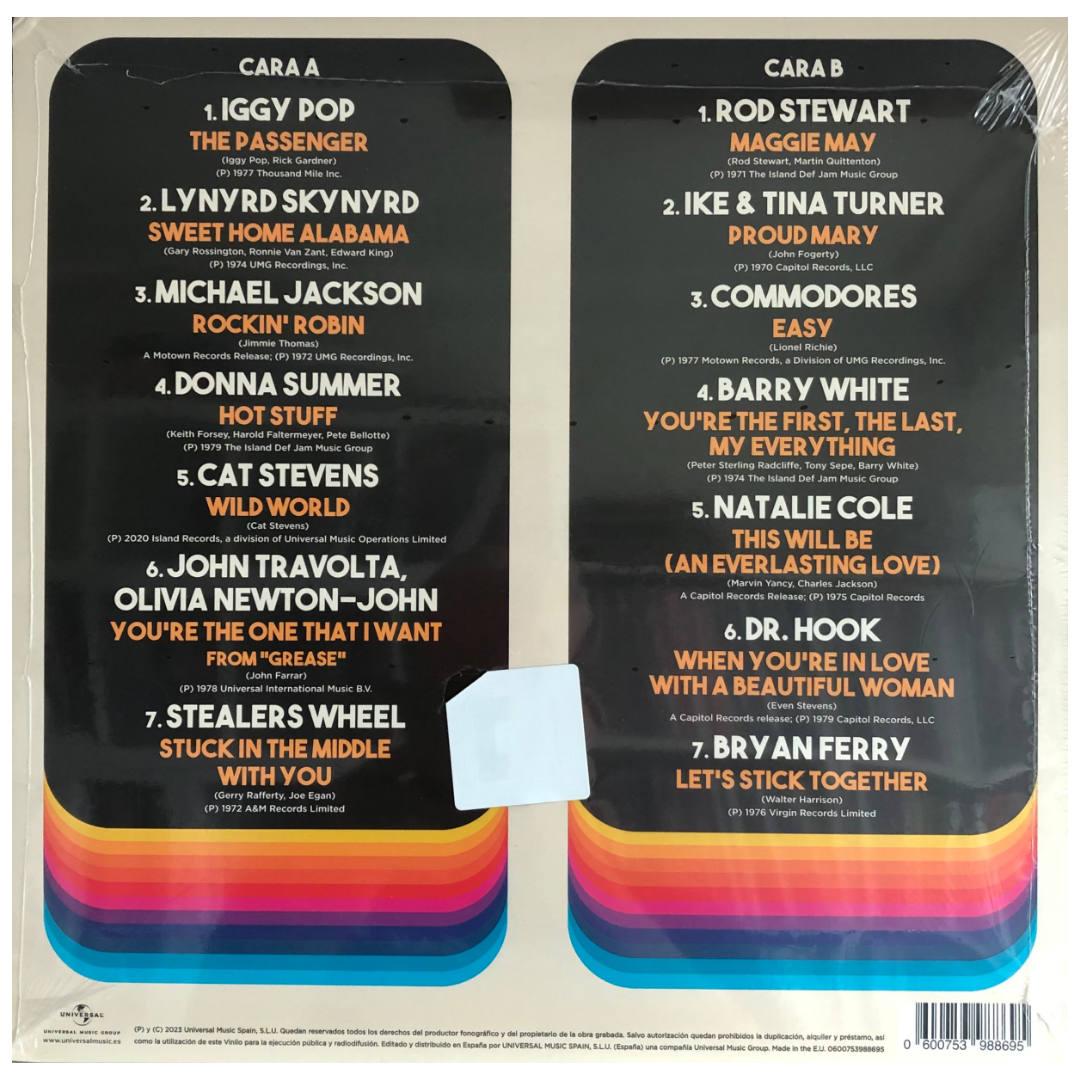 CARA A
1. IGGY POP
THE PASSENGER
(Iggy Pop, Rick Gardner)
(P) 1977 Thousand Mile Inc.
2. LYNYRD SKYNYRD
SWEET HOME ALABAMA
(Gary Rossington, Ronnie Van Zant, Edward King)
(P) 1974 UMG Recordings, Inc.
3. MICHAEL JACKSON
ROCKIN' ROBIN
(Jimmie Thomas)
A Motown Records Release; (P) 1972 UMG Recordings, Inc.
4. DONNA SUMMER
HOT STUFF
(Keith Forsey, Harold Faltermeyer, Pete Bellotte)
(P) 1979 The Island Def Jam Music Group
5. CAT STEVENS
WILD WORLD
(Cat Stevens)
(P) 2020 Island Records, a division of Universal Music Operations Limited
6. JOHN TRAVOLTA,
OLIVIA NEWTON-JOHN
YOU'RE THE ONE THAT I WANT
FROM "GREASE"
(John Farrar)
(P) 1978 Universal International Music B.V.
7. STEALERS WHEEL
STUCK IN THE MIDDLE
WITH YOU
(Gerry Rafferty, Joe Egan)
(P) 1972 A&M Records Limited
CARA B
1. ROD STEWART
MAGGIE MAY
(Rod Stewart, Martin Quittenton)
(P) 1971 The Island Def Jam Music Group
2. IKE & TINA TURNER
PROUD MARY
(John Fogerty)
(P) 1970 Capitol Records, LLC
3. COMMODORES
EASY
(Lionel Richie)
(P) 1977 Motown Records, a Division of UMG Recordings, Inc.
4. BARRY WHITE
YOU'RE THE FIRST, THE LAST,
MY EVERYTHING
(Peter Sterling Radcliffe, Tony Sepe, Barry White)
(P) 1974 The Island Def Jam Music Group
5. NATALIE COLE
THIS WILL BE
(AN EVERLASTING LOVE)
(Marvin Yancy, Charles Jackson)
A Capitol Records Release; (P) 1975 Capitol Records
6. DR. HOOK
WHEN YOU'RE IN LOVE
WITH A BEAUTIFUL WOMAN
(Even Stevens)
A Capitol Records release; (P) 1979 Capitol Records, LLC
7. BRYAN FERRY
LET'S STICK TOGETHER
(Walter Harrison)
(P) 1976 Virgin Records Limited
UNIVERSAL
UNIVERSAL MUSIC GROUP
www.universalmusic.es
(P) y (C) 2023 Universal Music Spain, S.L.U. Quedan reservados todos los derechos del productor fonográfico y del propietario de la obra grabada. Salvo autorización quedan prohibidos la duplicación, alquiler y préstamo, así
como la utilización de este Vinilo para la ejecución pública y radiodifusión. Editado y distribuido en España por UNIVERSAL MUSIC SPAIN, S.L.U. (España) una compañía Universal Music Group. Made in the E.U. 0600753988695
0 600753 988695